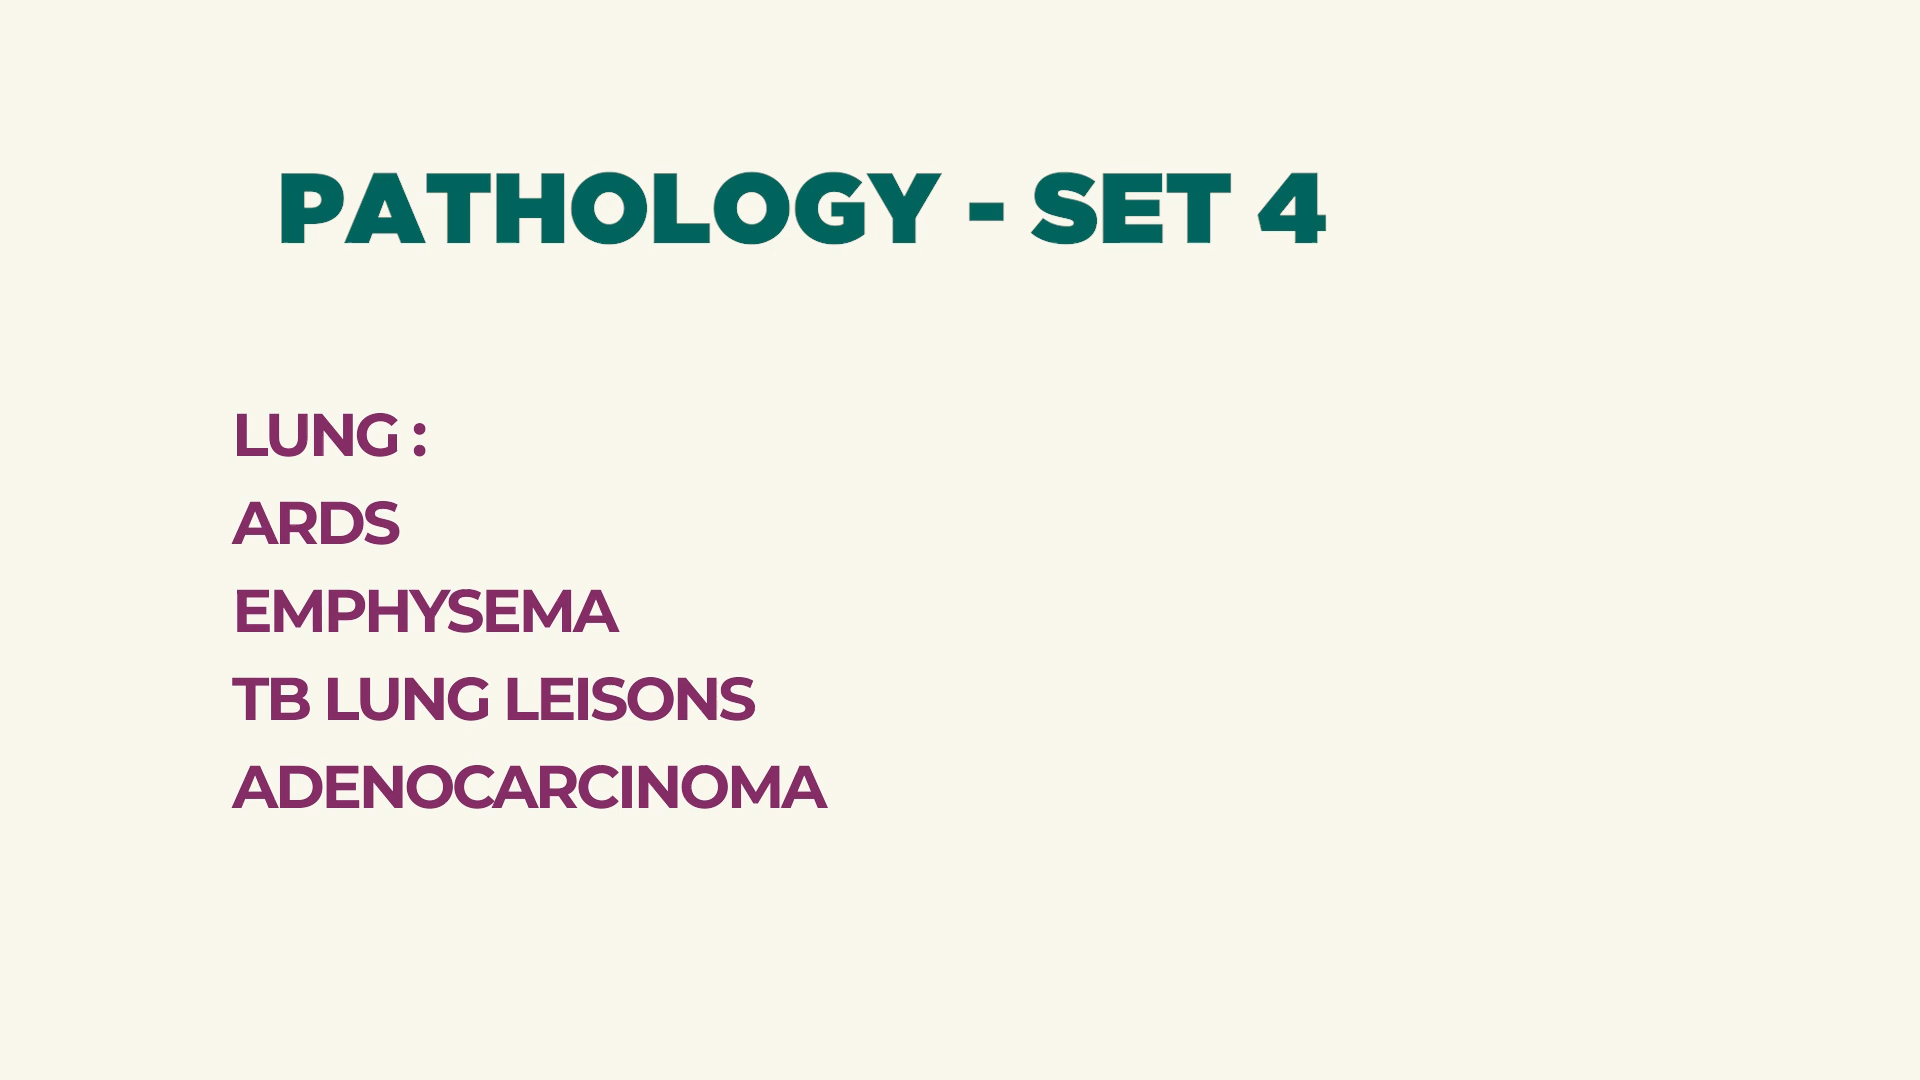 PATHOLOGY - SET 4
LUNG :
ARDS
EMPHYSEMA
TB LUNG LEISONS
ADENOCARCINOMA